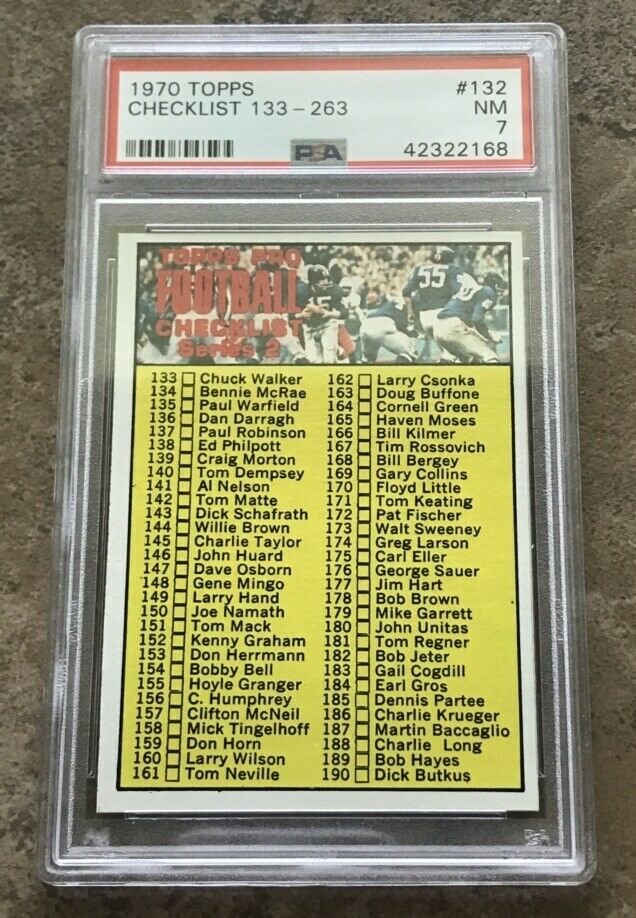 1970 TOPPS #132
CHECKLIST 133 - 263 NM
7
PSA 42322168
TOPPS PRO
FOOTBALL
CHECKLIST
Series 2
55
133 Chuck Walker
134 Bennie McRae
135 Paul Warfield
136 Dan Darragh
137 Paul Robinson
138 Ed Philpott
139 Craig Morton
140 Tom Dempsey
141 Al Nelson
142 Tom Matte
143 Dick Schafrath
144 Willie Brown
145 Charlie Taylor
146 John Huard
147 Dave Osborn
148 Gene Mingo
149 Larry Hand
150 Joe Namath
151 Tom Mack
152 Kenny Graham
153 Don Herrmann
154 Bobby Bell
155 Hoyle Granger
156 C. Humphrey
157 Clifton McNeil
158 Mick Tingelhoff
159 Don Horn
160 Larry Wilson
161 Tom Neville
162 Larry Csonka
163 Doug Buffone
164 Cornell Green
165 Haven Moses
166 Bill Kilmer
167 Tim Rossovich
168 Bill Bergey
169 Gary Collins
170 Floyd Little
171 Tom Keating
172 Pat Fischer
173 Walt Sweeney
174 Greg Larson
175 Carl Eller
176 George Sauer
177 Jim Hart
178 Bob Brown
179 Mike Garrett
180 John Unitas
181 Tom Regner
182 Bob Jeter
183 Gail Cogdill
184 Earl Gros
185 Dennis Partee
186 Charlie Krueger
187 Martin Baccaglio
188 Charlie Long
189 Bob Hayes
190 Dick Butkus